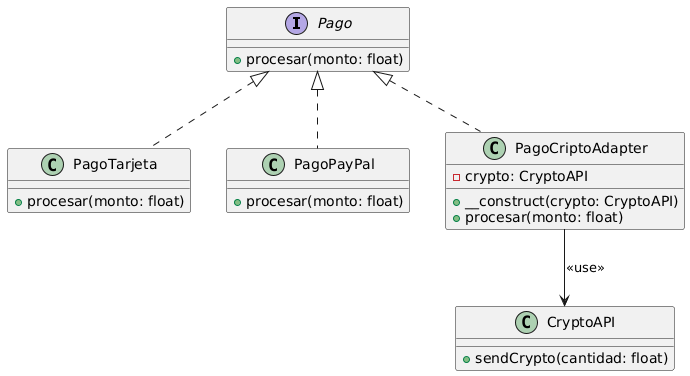 I Pago
procesar(monto: float)
C PagoTarjeta
procesar(monto: float)
C PagoPayPal
procesar(monto: float)
C PagoCriptoAdapter
crypto: CryptoAPI
__construct(crypto: CryptoAPI)
procesar(monto: float)
«use»
C CryptoAPI
sendCrypto(cantidad: float)